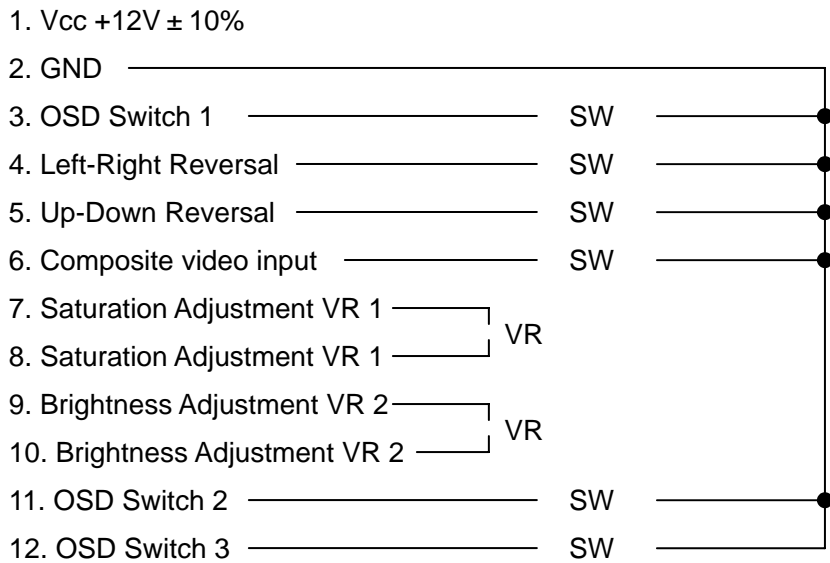 1. Vcc +12V ± 10%
2. GND
3. OSD Switch 1 SW
4. Left-Right Reversal SW
5. Up-Down Reversal SW
6. Composite video input SW
7. Saturation Adjustment VR 1
VR
8. Saturation Adjustment VR 1
9. Brightness Adjustment VR 2
VR
10. Brightness Adjustment VR 2
11. OSD Switch 2 SW
12. OSD Switch 3 SW